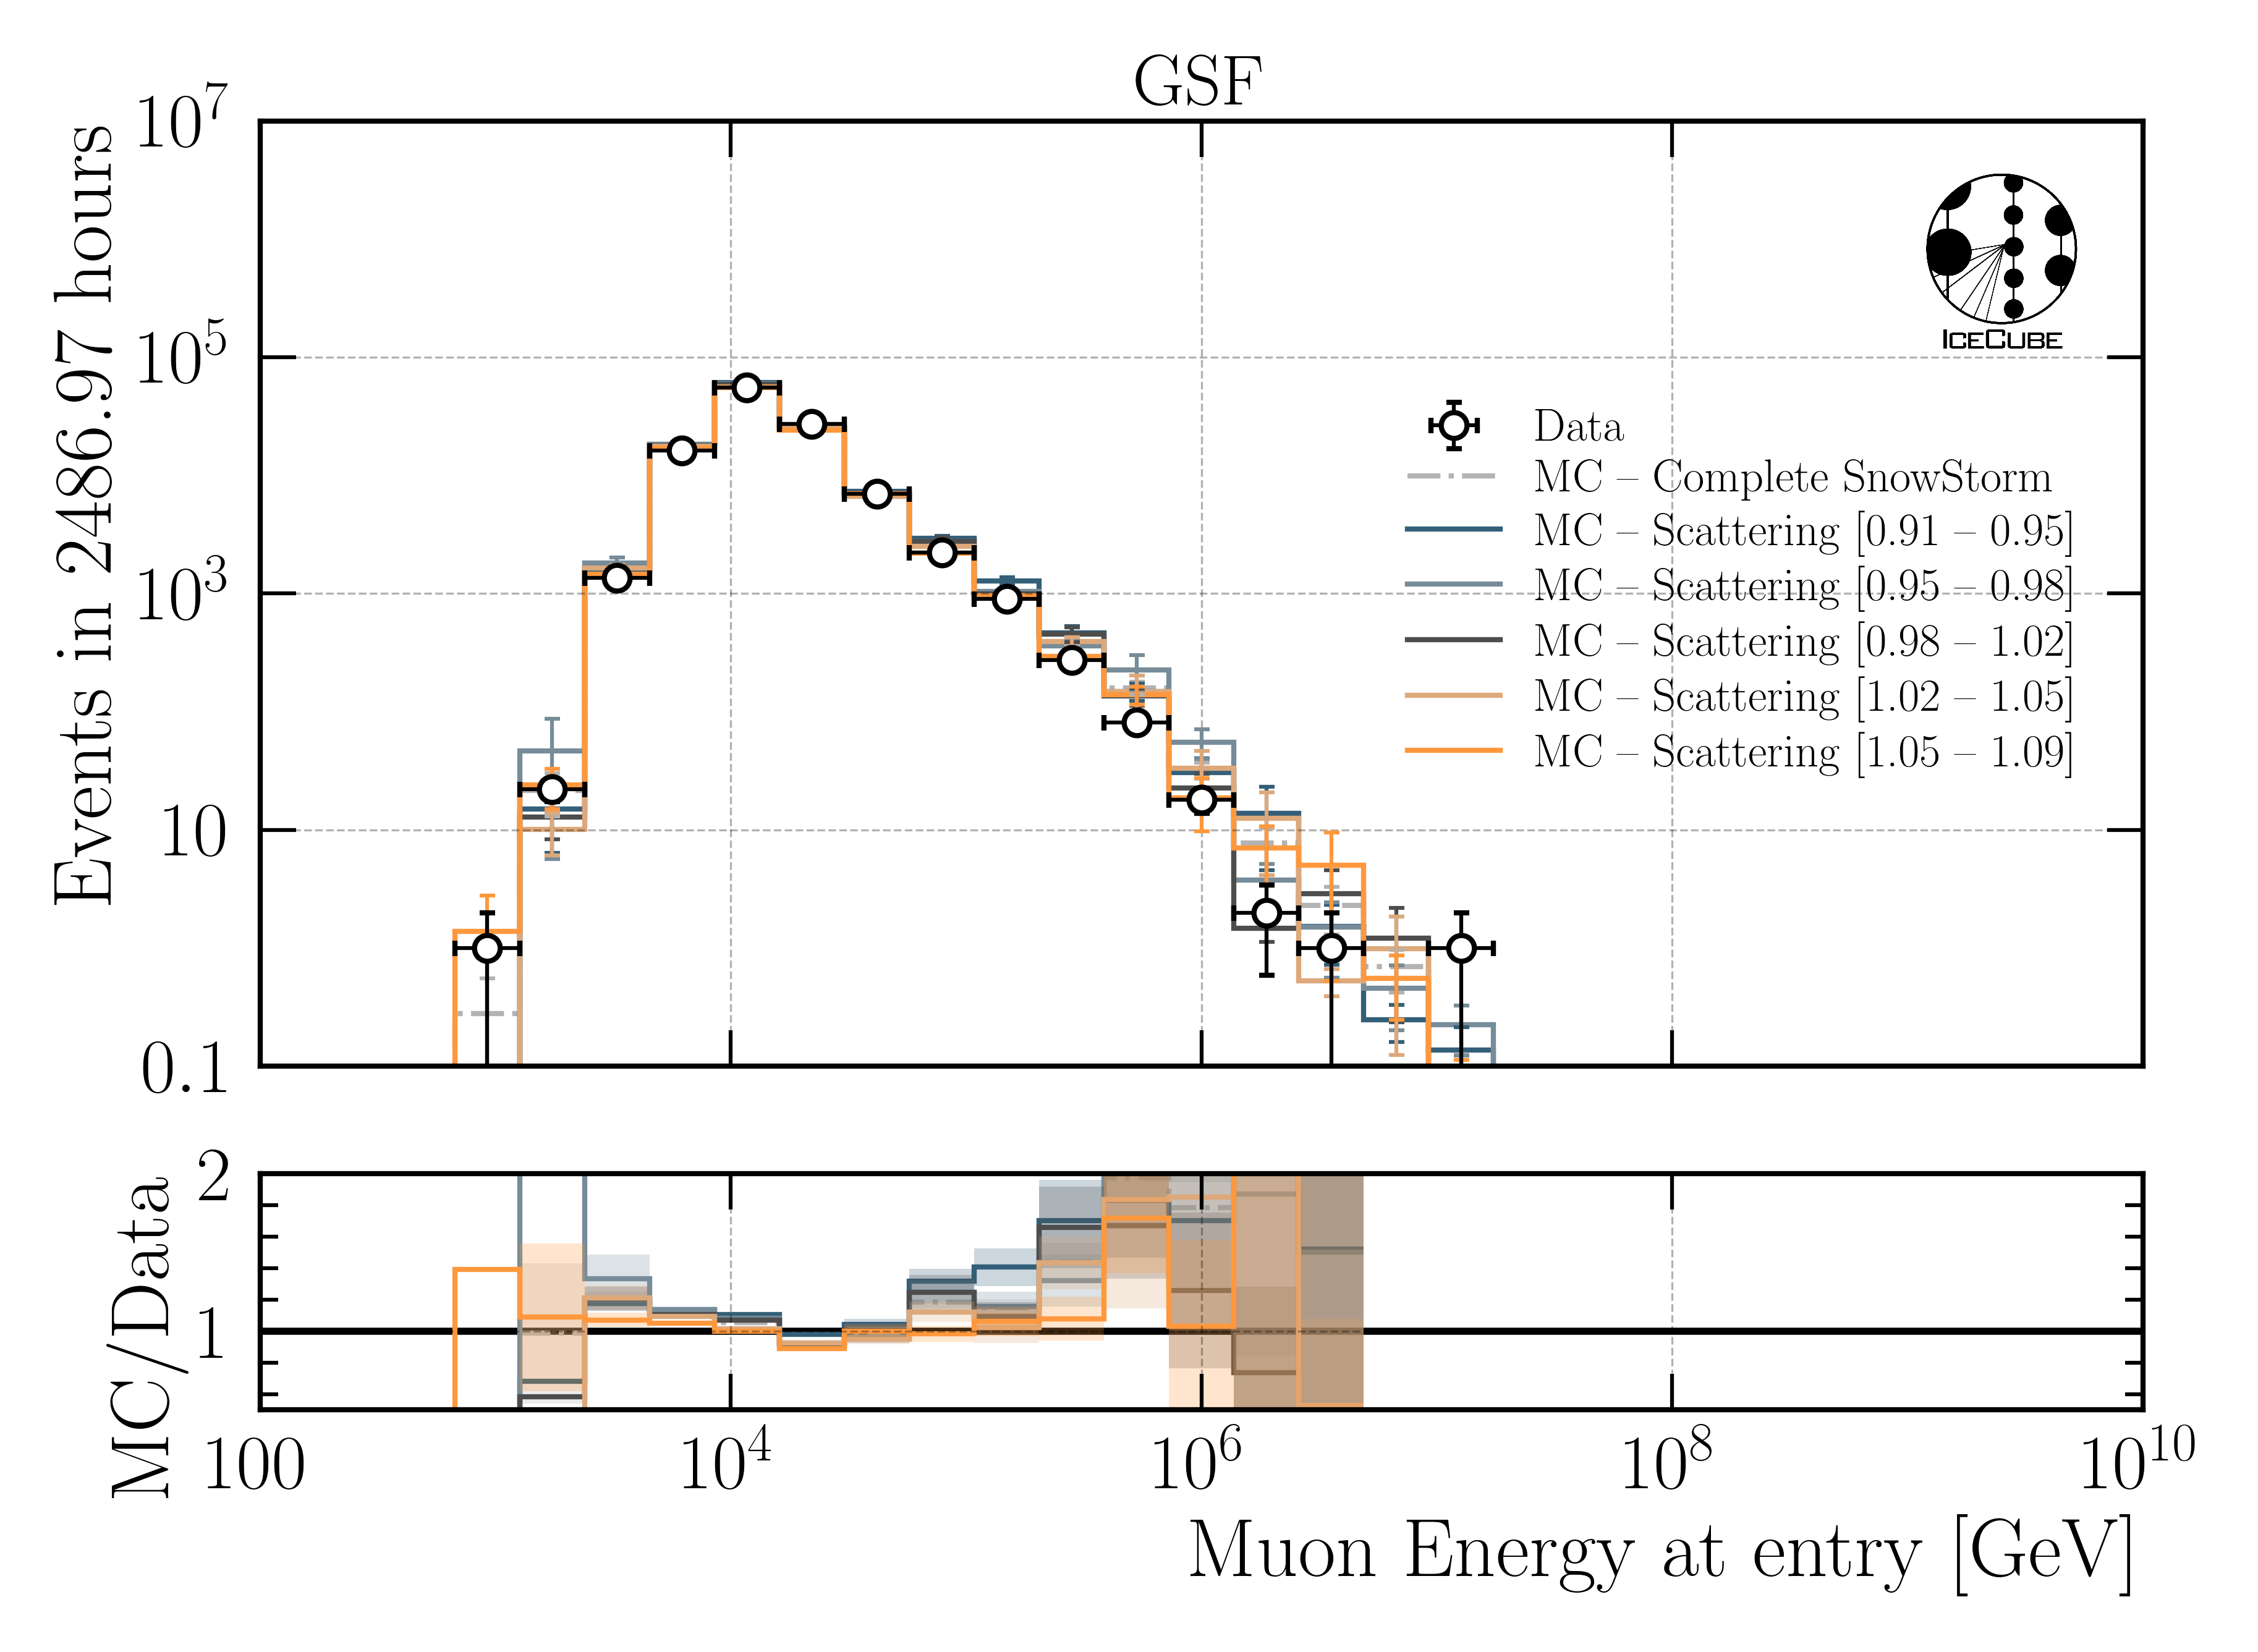 GSF
10^7
10^5
10^3
10
0.1
Events in 2486.97 hours
ICECUBE
Data
MC – Complete SnowStorm
MC – Scattering [0.91 – 0.95]
MC – Scattering [0.95 – 0.98]
MC – Scattering [0.98 – 1.02]
MC – Scattering [1.02 – 1.05]
MC – Scattering [1.05 – 1.09]
2
1
MC/Data
100
10^4
10^6
10^8
10^10
Muon Energy at entry [GeV]